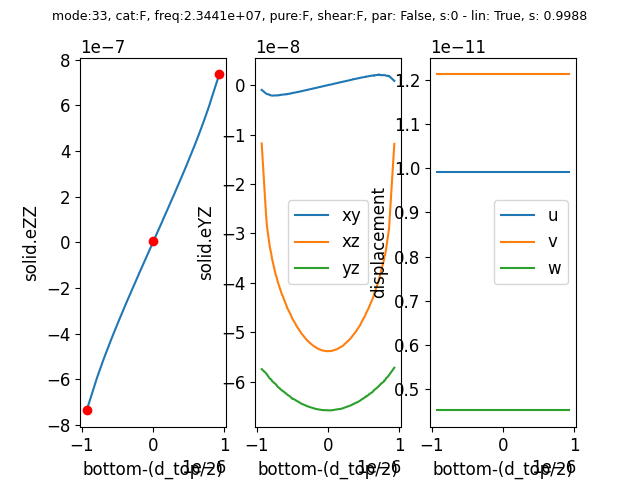 mode:33, cat:F, freq:2.3441e+07, pure:F, shear:F, par: False, s:0 - lin: True, s: 0.9988
1e−7
8
6
4
2
0
−2
−4
−6
−8
solid.eZZ
−1
0
1
1e−6
bottom-(d_top/2)
1e−8
0
−1
−2
−3
−4
−5
−6
solid.eYZ
xy
xz
yz
−1
0
1
1e−6
bottom-(d_top/2)
1e−11
1.2
1.1
1.0
0.9
0.8
0.7
0.6
0.5
displacement
u
v
w
−1
0
1
1e−6
bottom-(d_top/2)